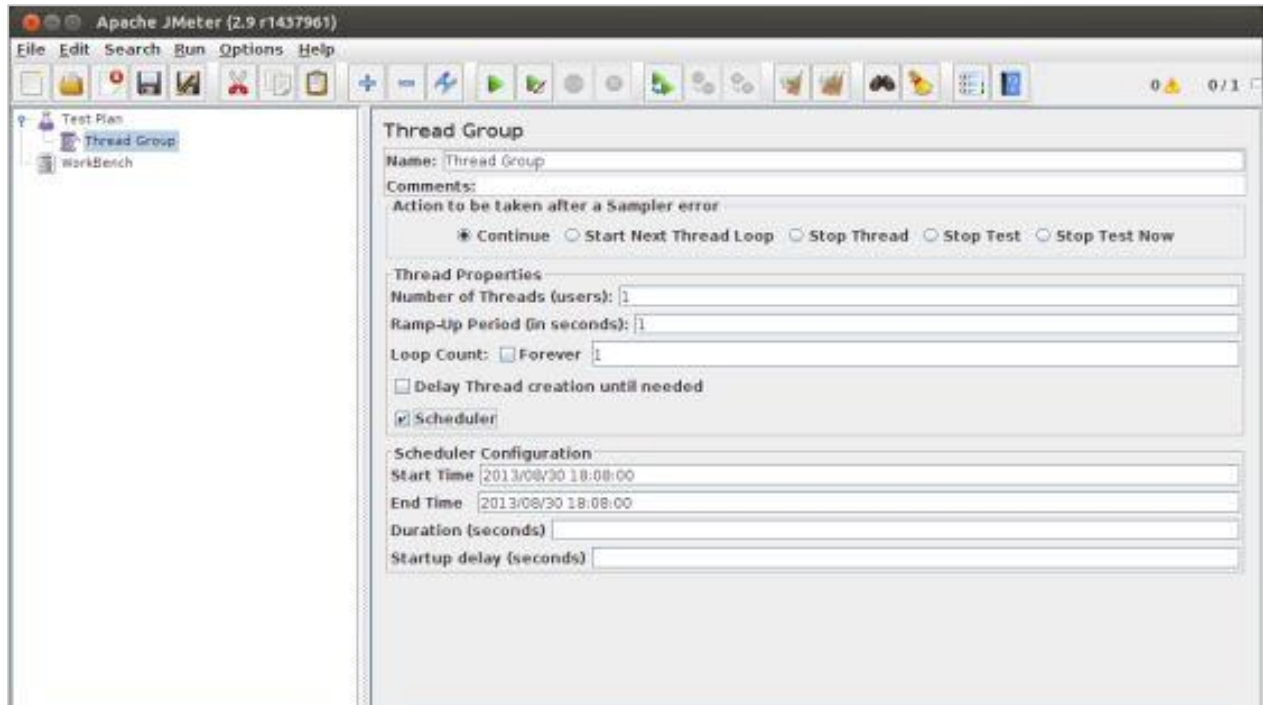 Apache JMeter (2.9 r1437961)
File Edit Search Run Options Help
0 0/1
Test Plan
Thread Group
WorkBench
Thread Group
Name: Thread Group
Comments:
Action to be taken after a Sampler error
Continue Start Next Thread Loop Stop Thread Stop Test Stop Test Now
Thread Properties
Number of Threads (users): 1
Ramp-Up Period (in seconds): 1
Loop Count: Forever 1
Delay Thread creation until needed
Scheduler
Scheduler Configuration
Start Time 2013/08/30 18:08:00
End Time 2013/08/30 18:08:00
Duration (seconds)
Startup delay (seconds)